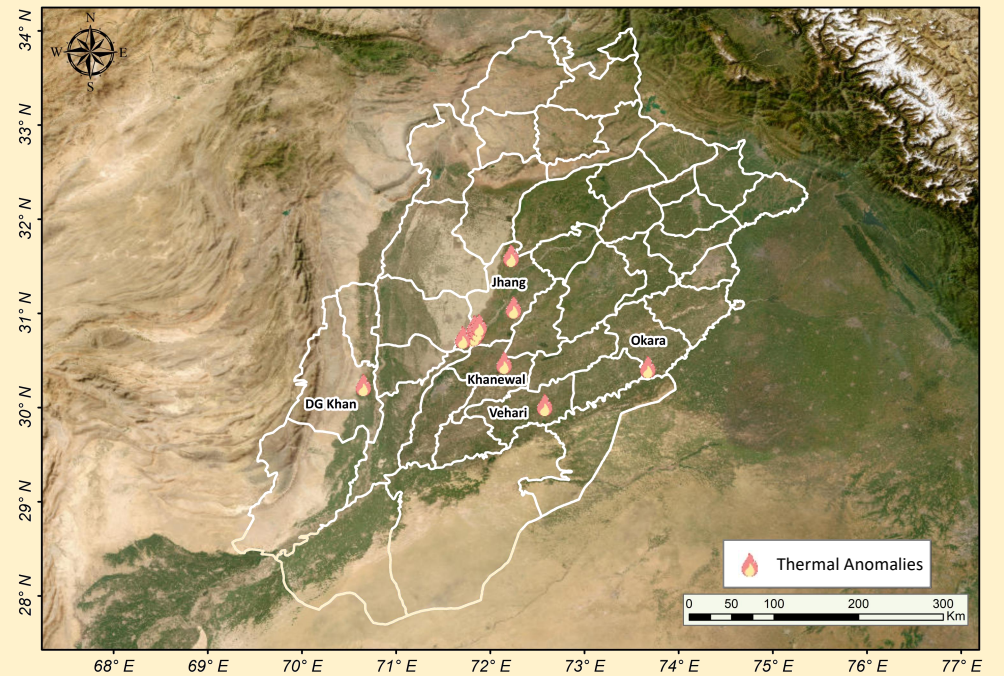 N
W E
S
34° N
33° N
32° N
31° N
30° N
29° N
28° N
Jhang
Okara
Khanewal
DG Khan
Vehari
Thermal Anomalies
0 50 100 200 300
Km
68° E 69° E 70° E 71° E 72° E 73° E 74° E 75° E 76° E 77° E